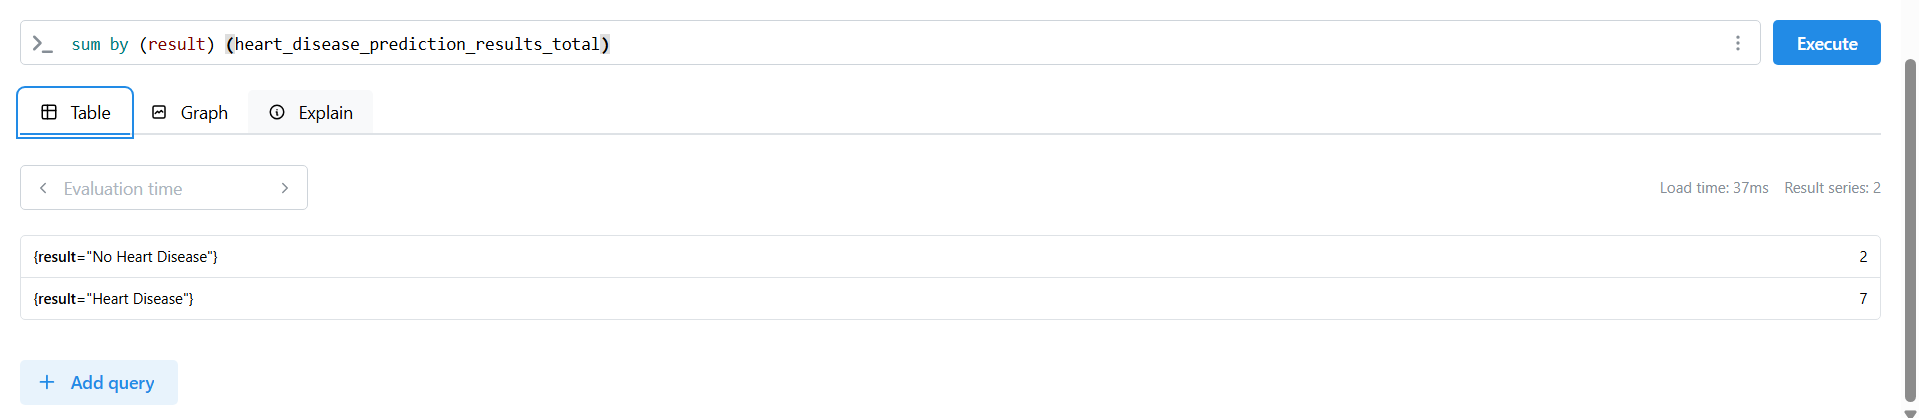 sum by (result) (heart_disease_prediction_results_total)
Execute
Table Graph Explain
Evaluation time
Load time: 37ms Result series: 2
{result="No Heart Disease"} 2
{result="Heart Disease"} 7
Add query